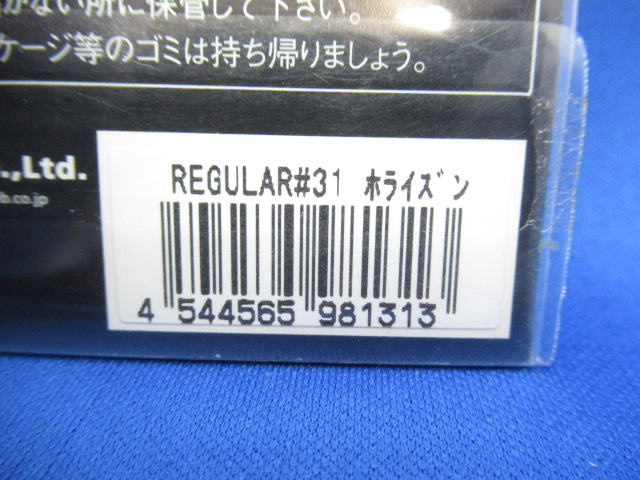 ない所に保管して下さい。
ケージ等のゴミは持ち帰りましょう。
.,Ltd.
b.co.jp
REGULAR#31 ホライズン
4 544565 981313